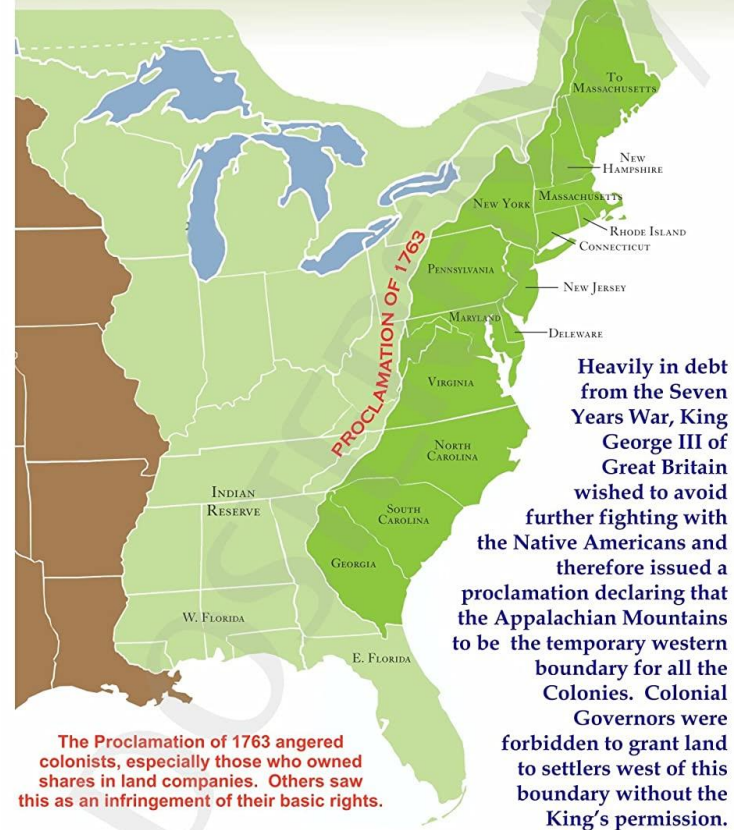 To
Massachusetts
New
Hampshire
New York
Massachusetts
Rhode Island
Connecticut
Pennsylvania
New Jersey
Maryland
Deleware
PROCLAMATION OF 1763
Virginia
North
Carolina
Indian
Reserve
South
Carolina
Georgia
W. Florida
E. Florida
Heavily in debt
from the Seven
Years War, King
George III of
Great Britain
wished to avoid
further fighting with
the Native Americans and
therefore issued a
proclamation declaring that
the Appalachian Mountains
to be the temporary western
boundary for all the
Colonies. Colonial
Governors were
forbidden to grant land
to settlers west of this
boundary without the
King's permission.
The Proclamation of 1763 angered
colonists, especially those who owned
shares in land companies. Others saw
this as an infringement of their basic rights.